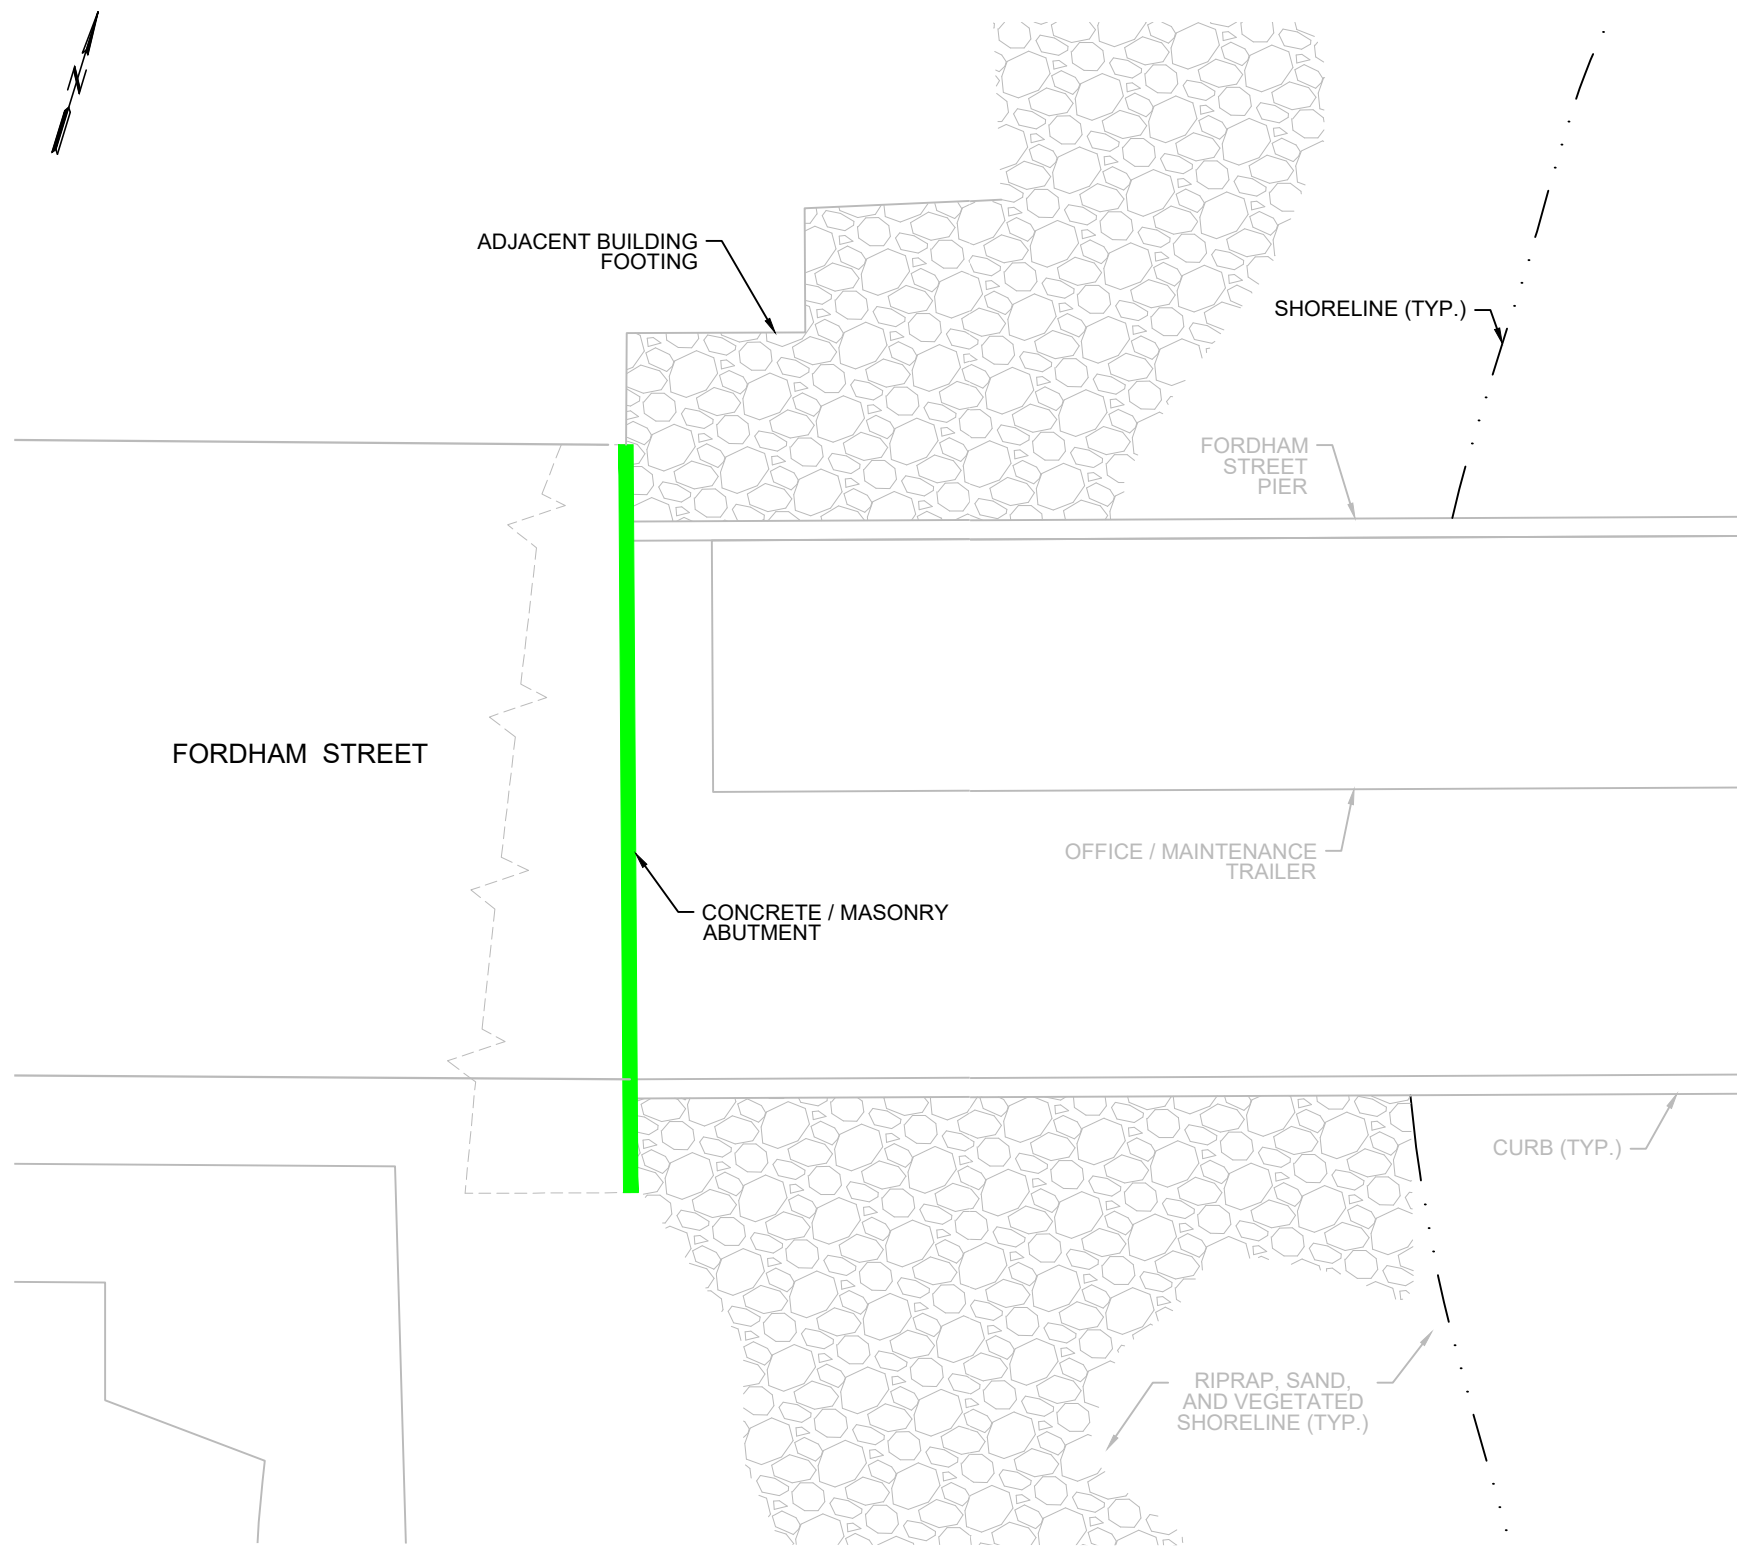 N
ADJACENT BUILDING
FOOTING
SHORELINE (TYP.)
FORDHAM
STREET
PIER
FORDHAM STREET
OFFICE / MAINTENANCE
TRAILER
CONCRETE / MASONRY
ABUTMENT
CURB (TYP.)
RIPRAP, SAND,
AND VEGETATED
SHORELINE (TYP.)